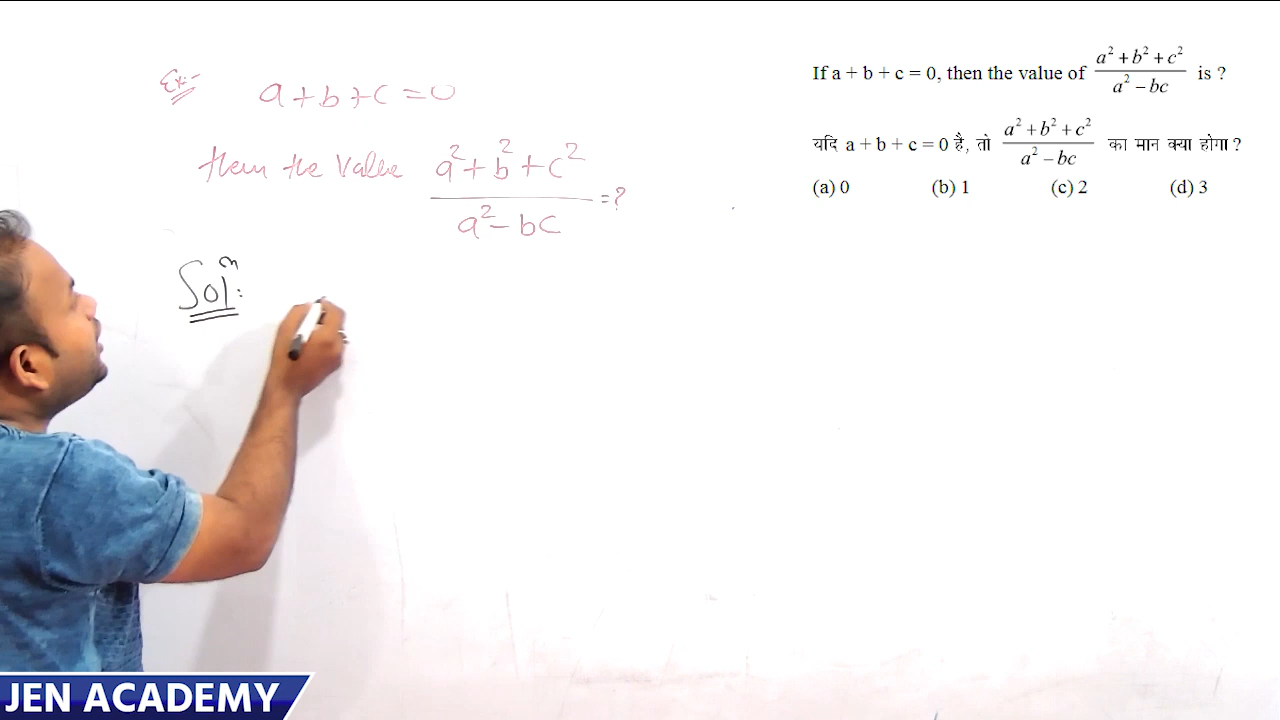 Ex:-
a+b+c=0
then the value a²+b²+c²/a²-bc =?
Solⁿ:
If a + b + c = 0, then the value of a²+b²+c²/a²-bc is ?
यदि a + b + c = 0 है, तो a²+b²+c²/a²-bc का मान क्या होगा ?
(a) 0 (b) 1 (c) 2 (d) 3
JEN ACADEMY